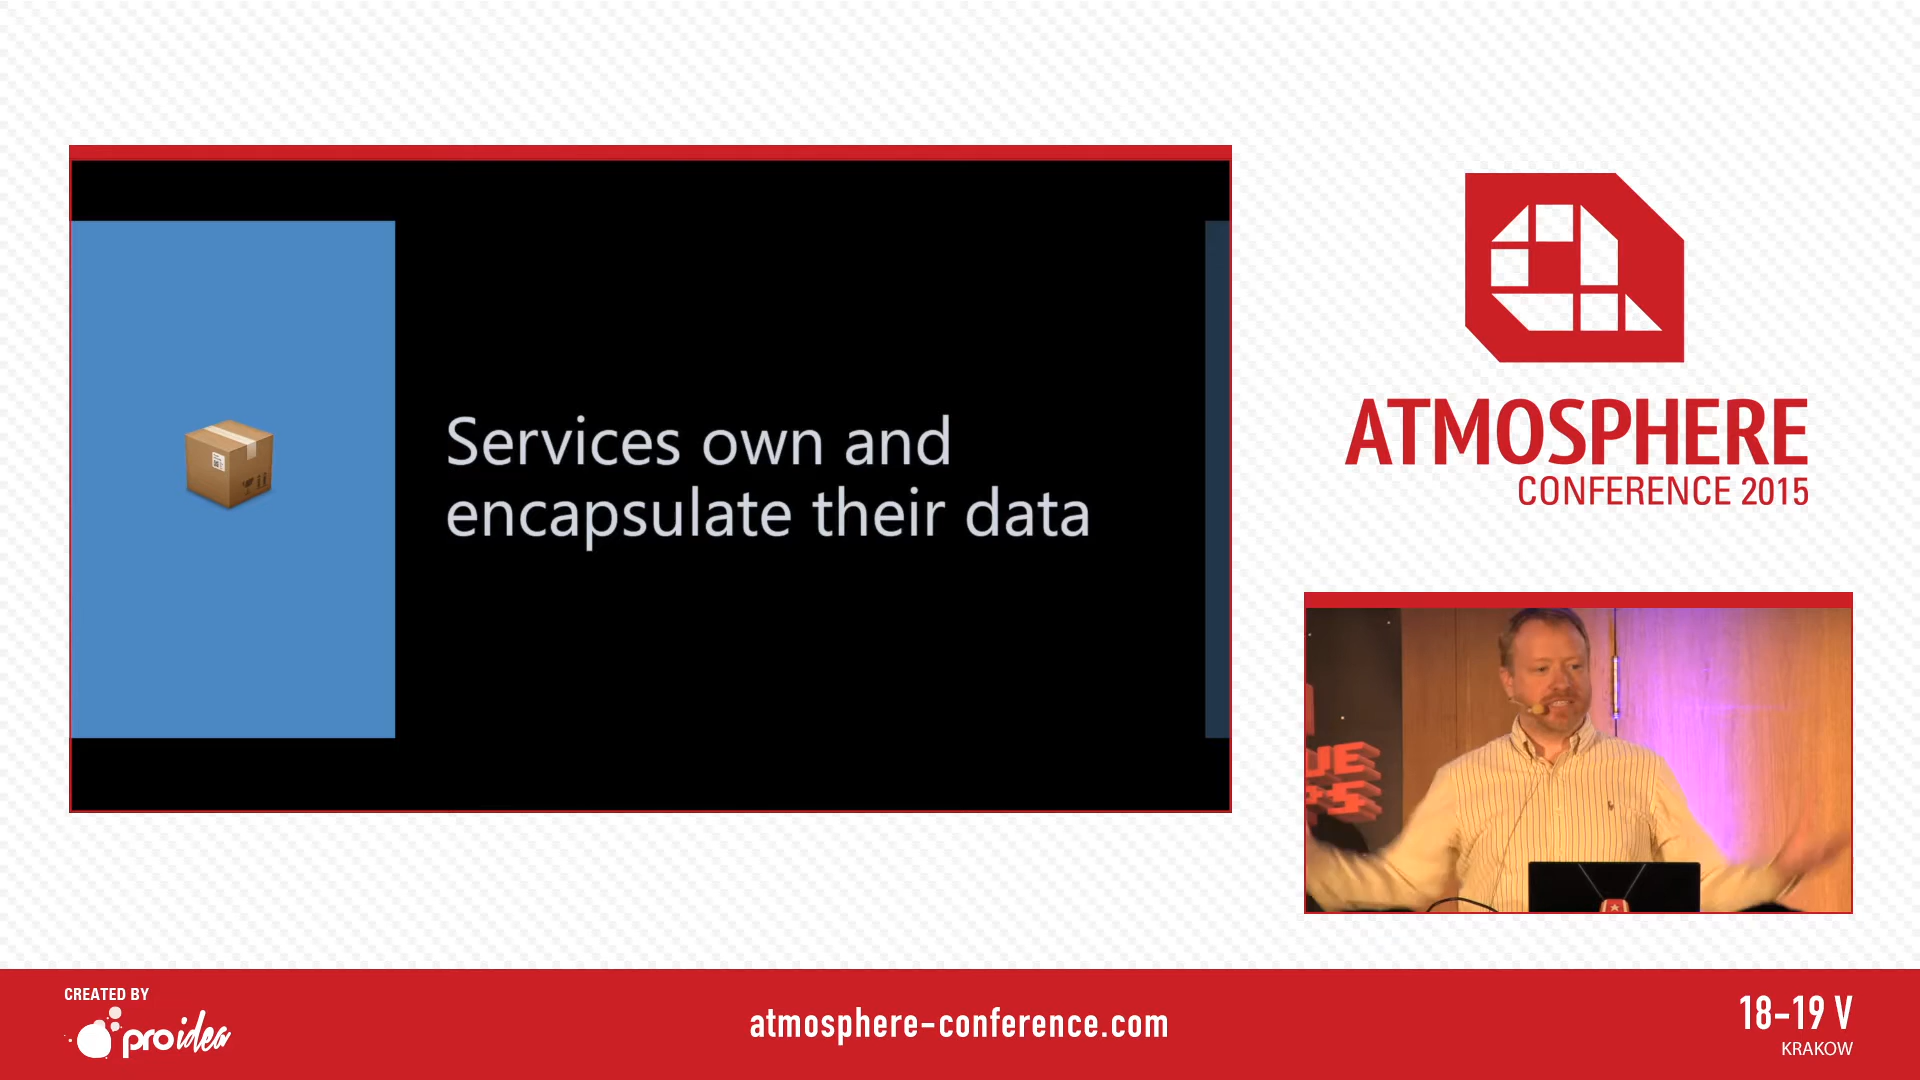 Services own and
encapsulate their data
ATMOSPHERE
CONFERENCE 2015
CREATED BY
proidea
atmosphere-conference.com
18-19 V
KRAKOW